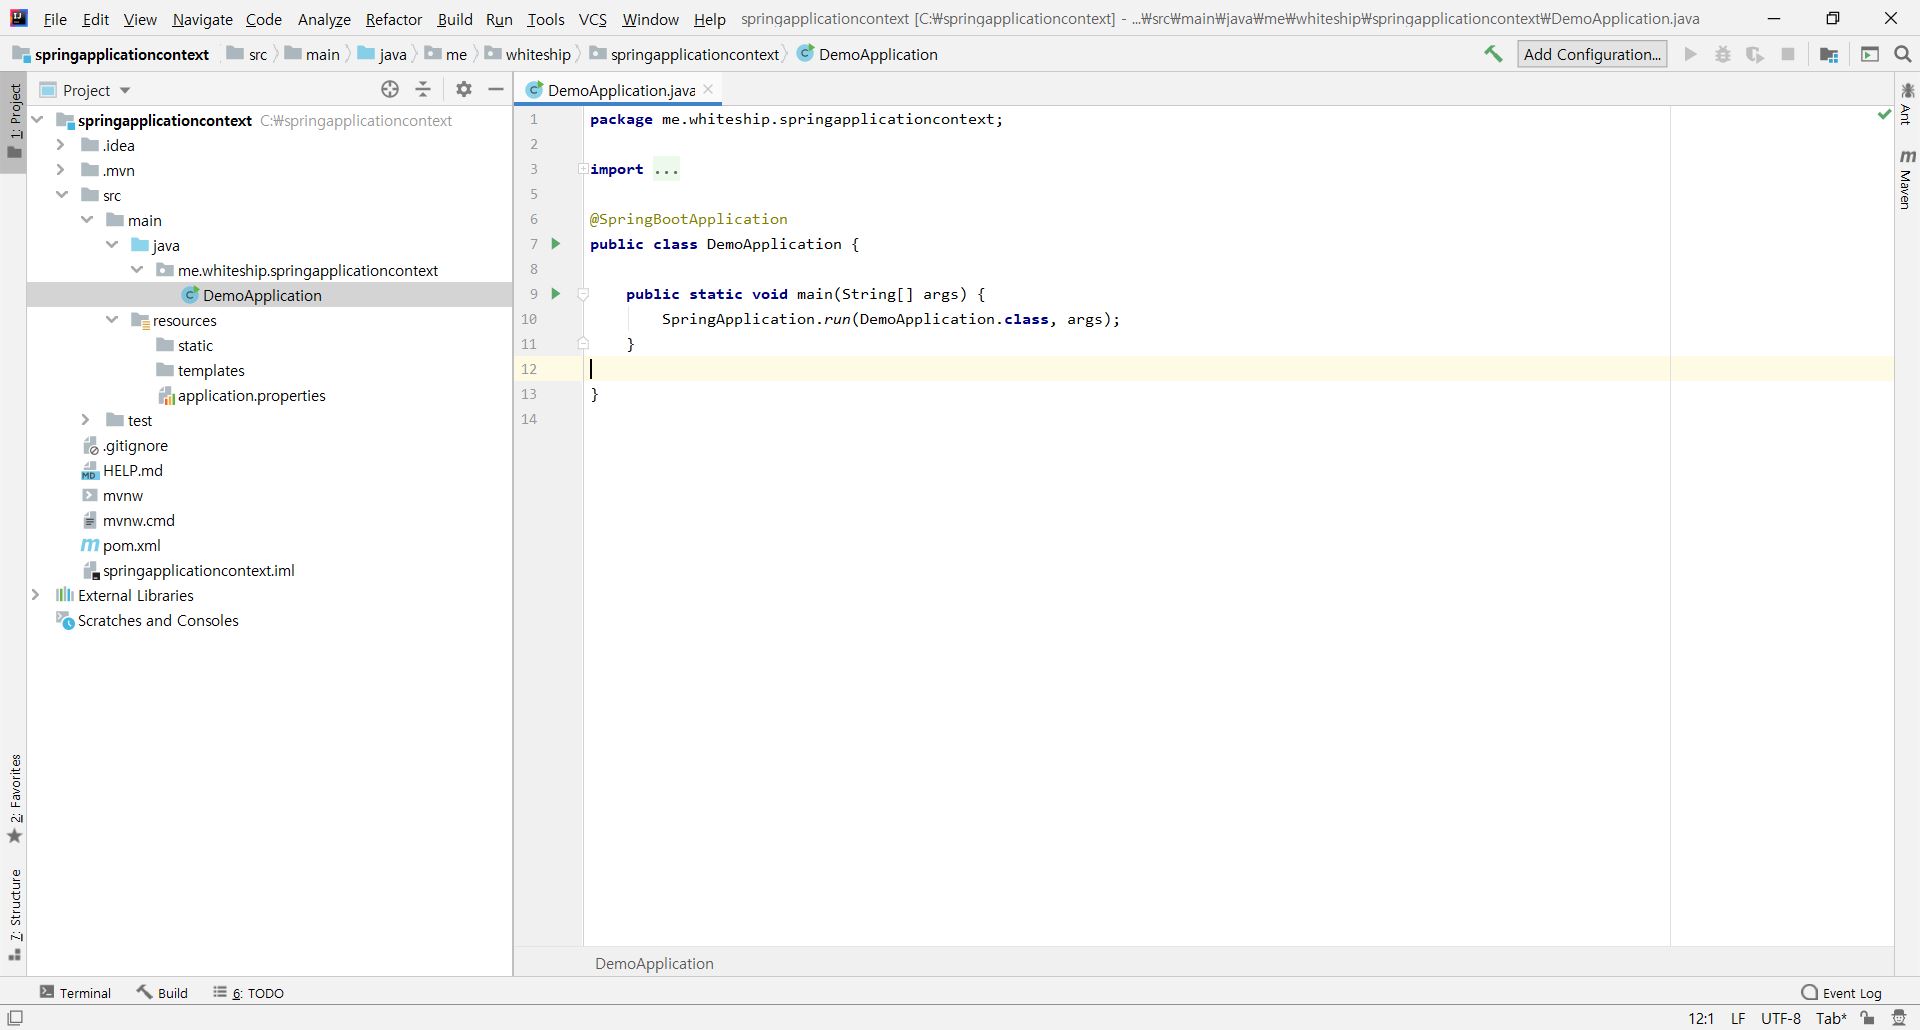 File Edit View Navigate Code Analyze Refactor Build Run Tools VCS Window Help springapplicationcontext [C:₩springapplicationcontext] - ...₩src₩main₩java₩me₩whiteship₩springapplicationcontext₩DemoApplication.java
springapplicationcontext src main java me whiteship springapplicationcontext DemoApplication Add Configuration...
1: Project
Project
springapplicationcontext C:₩springapplicationcontext
.idea
.mvn
src
main
java
me.whiteship.springapplicationcontext
DemoApplication
resources
static
templates
application.properties
test
.gitignore
HELP.md
mvnw
mvnw.cmd
pom.xml
springapplicationcontext.iml
External Libraries
Scratches and Consoles
2: Favorites
7: Structure
DemoApplication.java
1 package me.whiteship.springapplicationcontext;
2
3 import ...
5
6 @SpringBootApplication
7 public class DemoApplication {
8
9 public static void main(String[] args) {
10 SpringApplication.run(DemoApplication.class, args);
11 }
12
13 }
14
DemoApplication
Ant
Maven
Terminal Build 6: TODO Event Log
12:1 LF UTF-8 Tab*